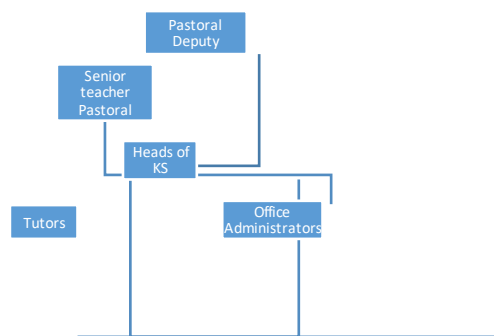 Pastoral
Deputy
Senior
teacher
Pastoral
Heads of
KS
Tutors
Office
Administrators